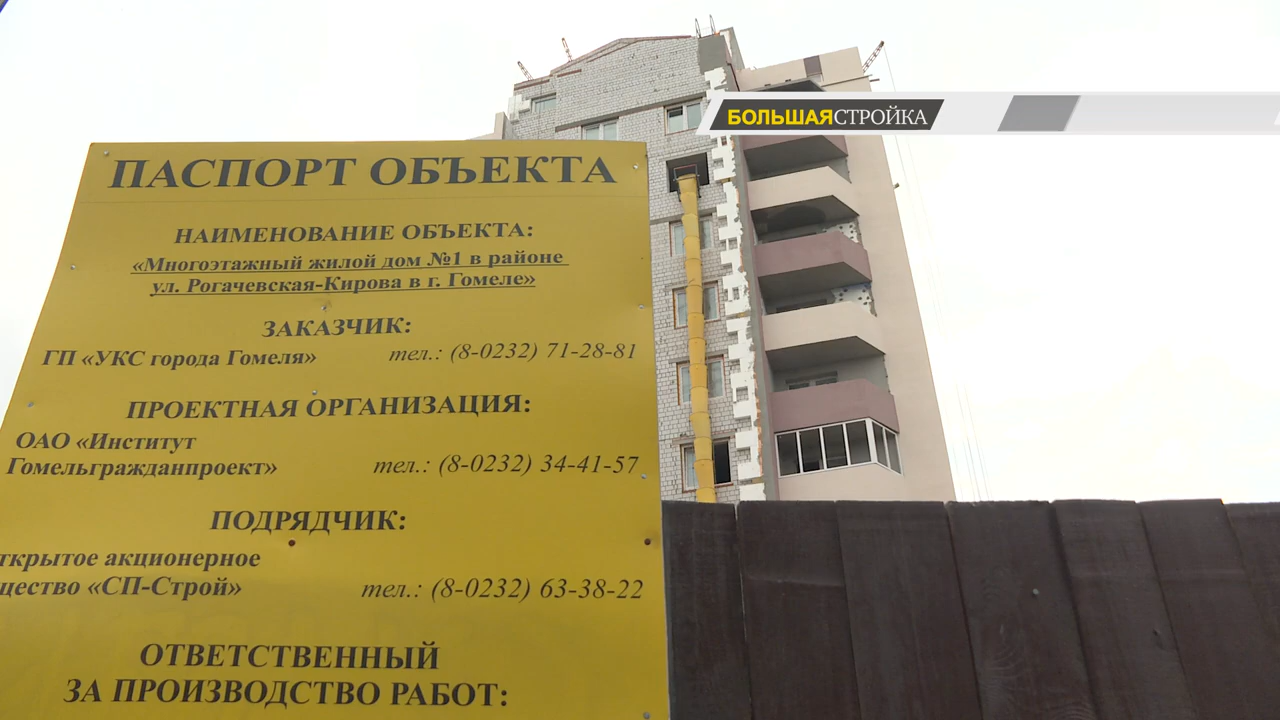 БОЛЬШАЯСТРОЙКА
ПАСПОРТ ОБЪЕКТА
НАИМЕНОВАНИЕ ОБЪЕКТА:
«Многоэтажный жилой дом №1 в районе
ул. Рогачевская-Кирова в г. Гомеле»
ЗАКАЗЧИК:
ГП «УКС города Гомеля» тел.: (8-0232) 71-28-81
ПРОЕКТНАЯ ОРГАНИЗАЦИЯ:
ОАО «Институт
Гомельгражданпроект» тел.: (8-0232) 34-41-57
ПОДРЯДЧИК:
ткрытое акционерное
щество «СП-Строй» тел.: (8-0232) 63-38-22
ОТВЕТСТВЕННЫЙ
ЗА ПРОИЗВОДСТВО РАБОТ: